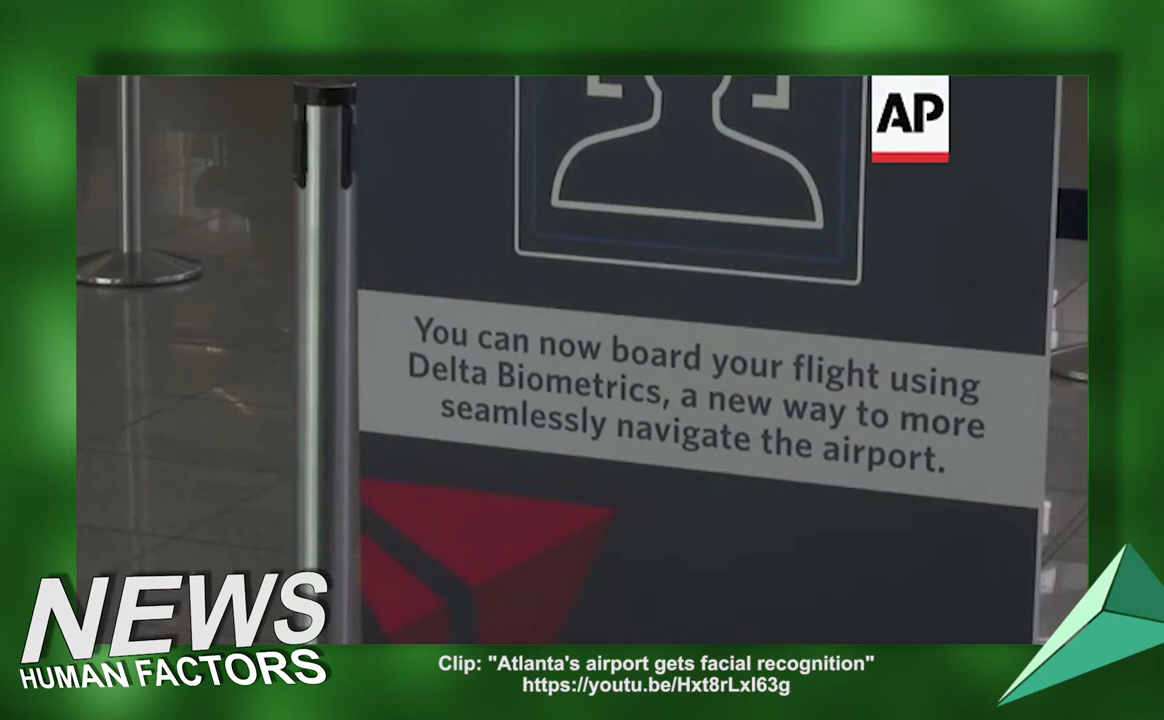 AP
You can now board your flight using
Delta Biometrics, a new way to more
seamlessly navigate the airport.
NEWS
HUMAN FACTORS
Clip: "Atlanta's airport gets facial recognition"
https://youtu.be/Hxt8rLxI63g